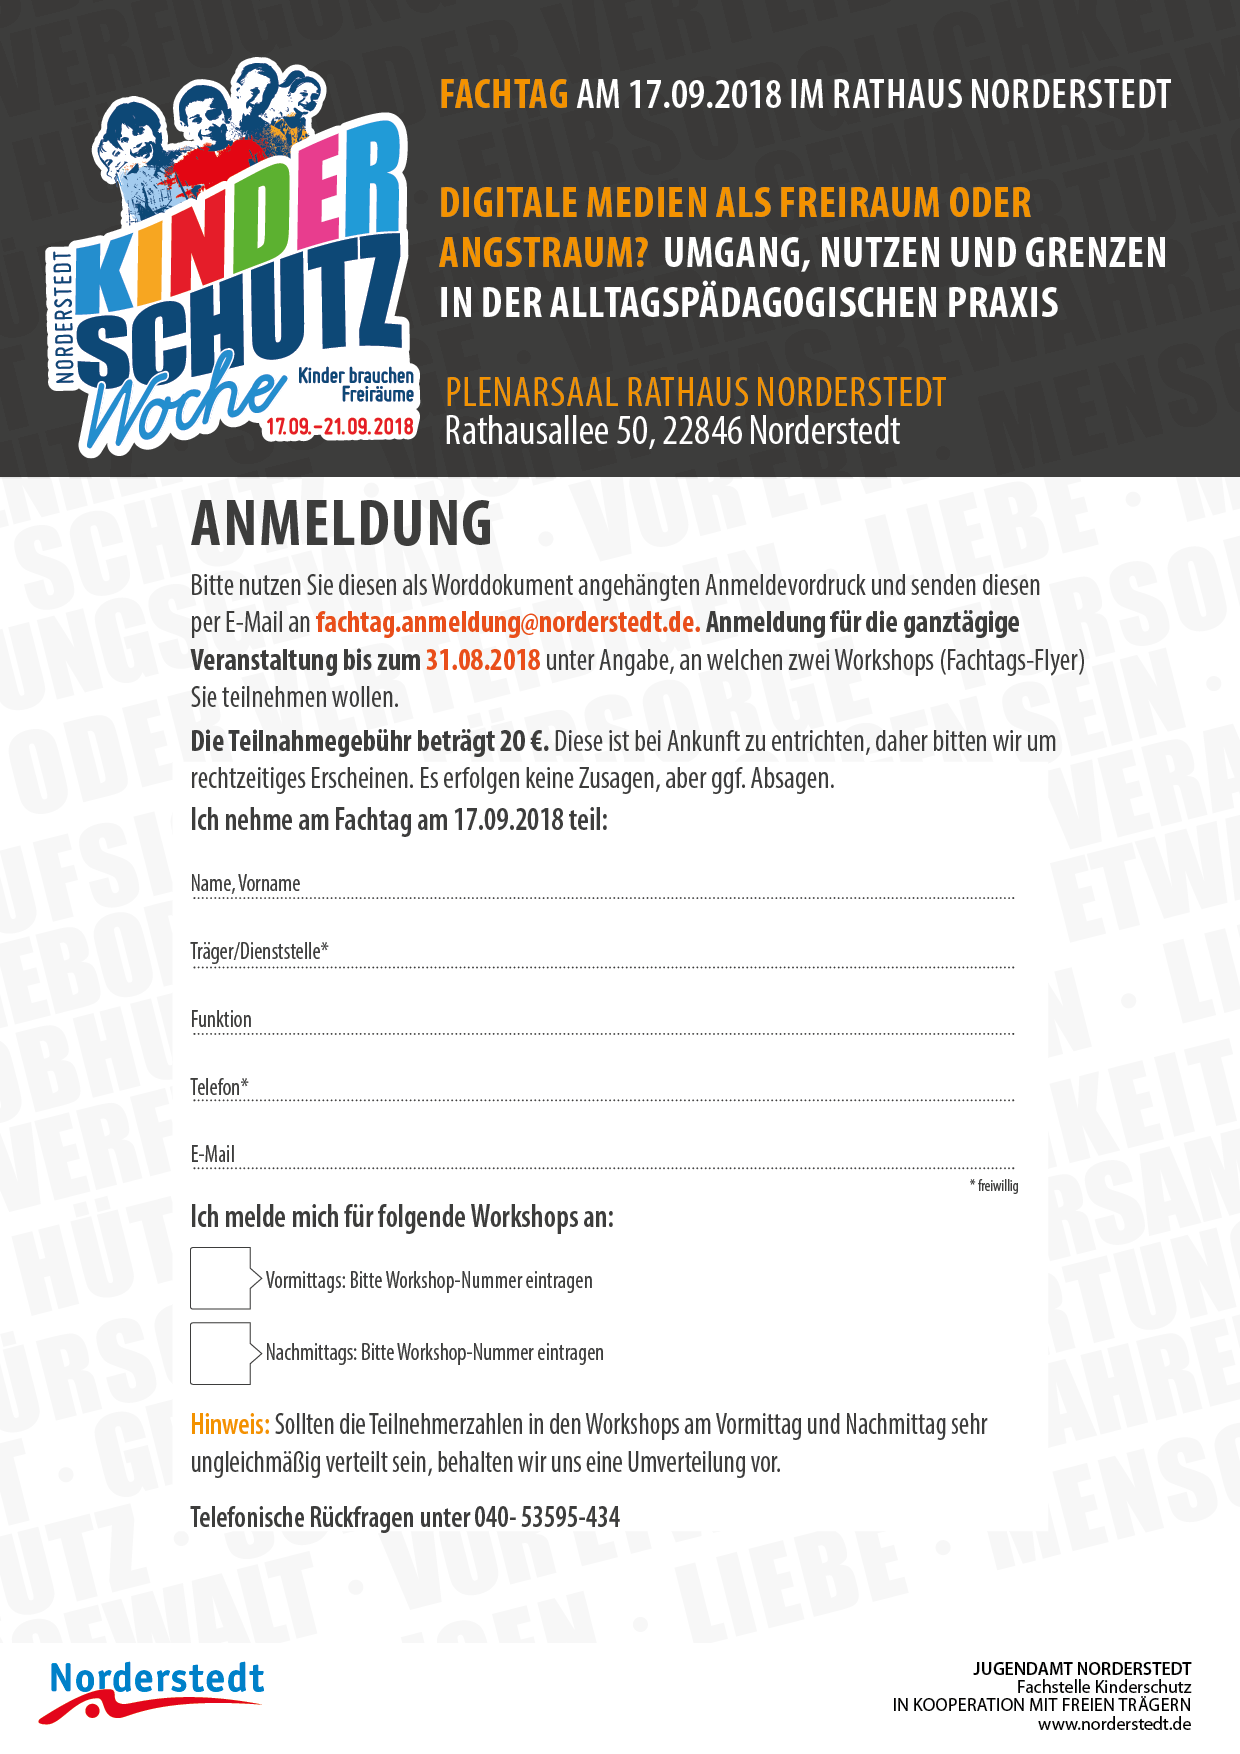 FACHTAG AM 17.09.2018 IM RATHAUS NORDERSTEDT
DIGITALE MEDIEN ALS FREIRAUM ODER
ANGSTRAUM? UMGANG, NUTZEN UND GRENZEN
IN DER ALLTAGSPÄDAGOGISCHEN PRAXIS
PLENARSAAL RATHAUS NORDERSTEDT
Rathausallee 50, 22846 Norderstedt
NORDERSTEDT
KINDER
SCHUTZ
Woche
Kinder brauchen
Freiräume
17.09.–21.09.2018
ANMELDUNG
Bitte nutzen Sie diesen als Worddokument angehängten Anmeldevordruck und senden diesen
per E-Mail an fachtag.anmeldung@norderstedt.de. Anmeldung für die ganztägige
Veranstaltung bis zum 31.08.2018 unter Angabe, an welchen zwei Workshops (Fachtags-Flyer)
Sie teilnehmen wollen.
Die Teilnahmegebühr beträgt 20 €. Diese ist bei Ankunft zu entrichten, daher bitten wir um
rechtzeitiges Erscheinen. Es erfolgen keine Zusagen, aber ggf. Absagen.
Ich nehme am Fachtag am 17.09.2018 teil:
Name, Vorname
Träger/Dienststelle*
Funktion
Telefon*
E-Mail
* freiwillig
Ich melde mich für folgende Workshops an:
Vormittags: Bitte Workshop-Nummer eintragen
Nachmittags: Bitte Workshop-Nummer eintragen
Hinweis: Sollten die Teilnehmerzahlen in den Workshops am Vormittag und Nachmittag sehr
ungleichmäßig verteilt sein, behalten wir uns eine Umverteilung vor.
Telefonische Rückfragen unter 040- 53595-434
Norderstedt
JUGENDAMT NORDERSTEDT
Fachstelle Kinderschutz
IN KOOPERATION MIT FREIEN TRÄGERN
www.norderstedt.de